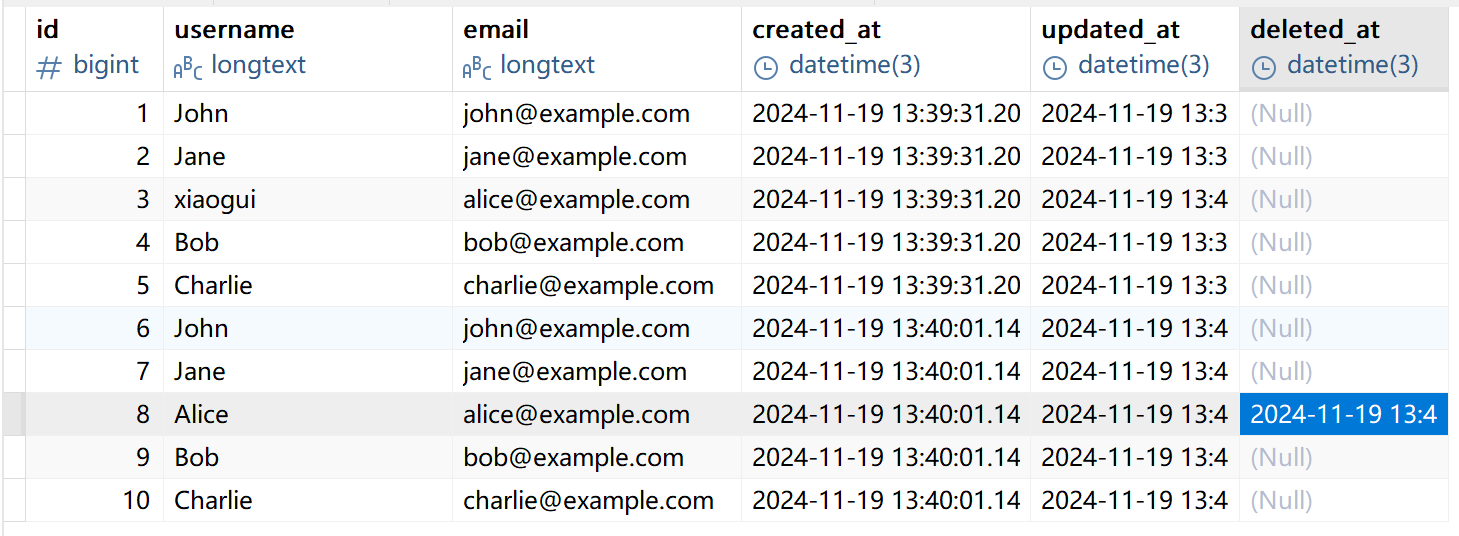 id username email created_at updated_at deleted_at
# bigint ABC longtext ABC longtext datetime(3) datetime(3) datetime(3)
1 John john@example.com 2024-11-19 13:39:31.20 2024-11-19 13:3 (Null)
2 Jane jane@example.com 2024-11-19 13:39:31.20 2024-11-19 13:3 (Null)
3 xiaogui alice@example.com 2024-11-19 13:39:31.20 2024-11-19 13:4 (Null)
4 Bob bob@example.com 2024-11-19 13:39:31.20 2024-11-19 13:3 (Null)
5 Charlie charlie@example.com 2024-11-19 13:39:31.20 2024-11-19 13:3 (Null)
6 John john@example.com 2024-11-19 13:40:01.14 2024-11-19 13:4 (Null)
7 Jane jane@example.com 2024-11-19 13:40:01.14 2024-11-19 13:4 (Null)
8 Alice alice@example.com 2024-11-19 13:40:01.14 2024-11-19 13:4 2024-11-19 13:4
9 Bob bob@example.com 2024-11-19 13:40:01.14 2024-11-19 13:4 (Null)
10 Charlie charlie@example.com 2024-11-19 13:40:01.14 2024-11-19 13:4 (Null)